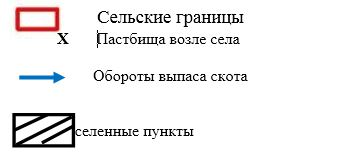 Сельские границы
X Пастбища возле села
Обороты выпаса скота
селенные пункты